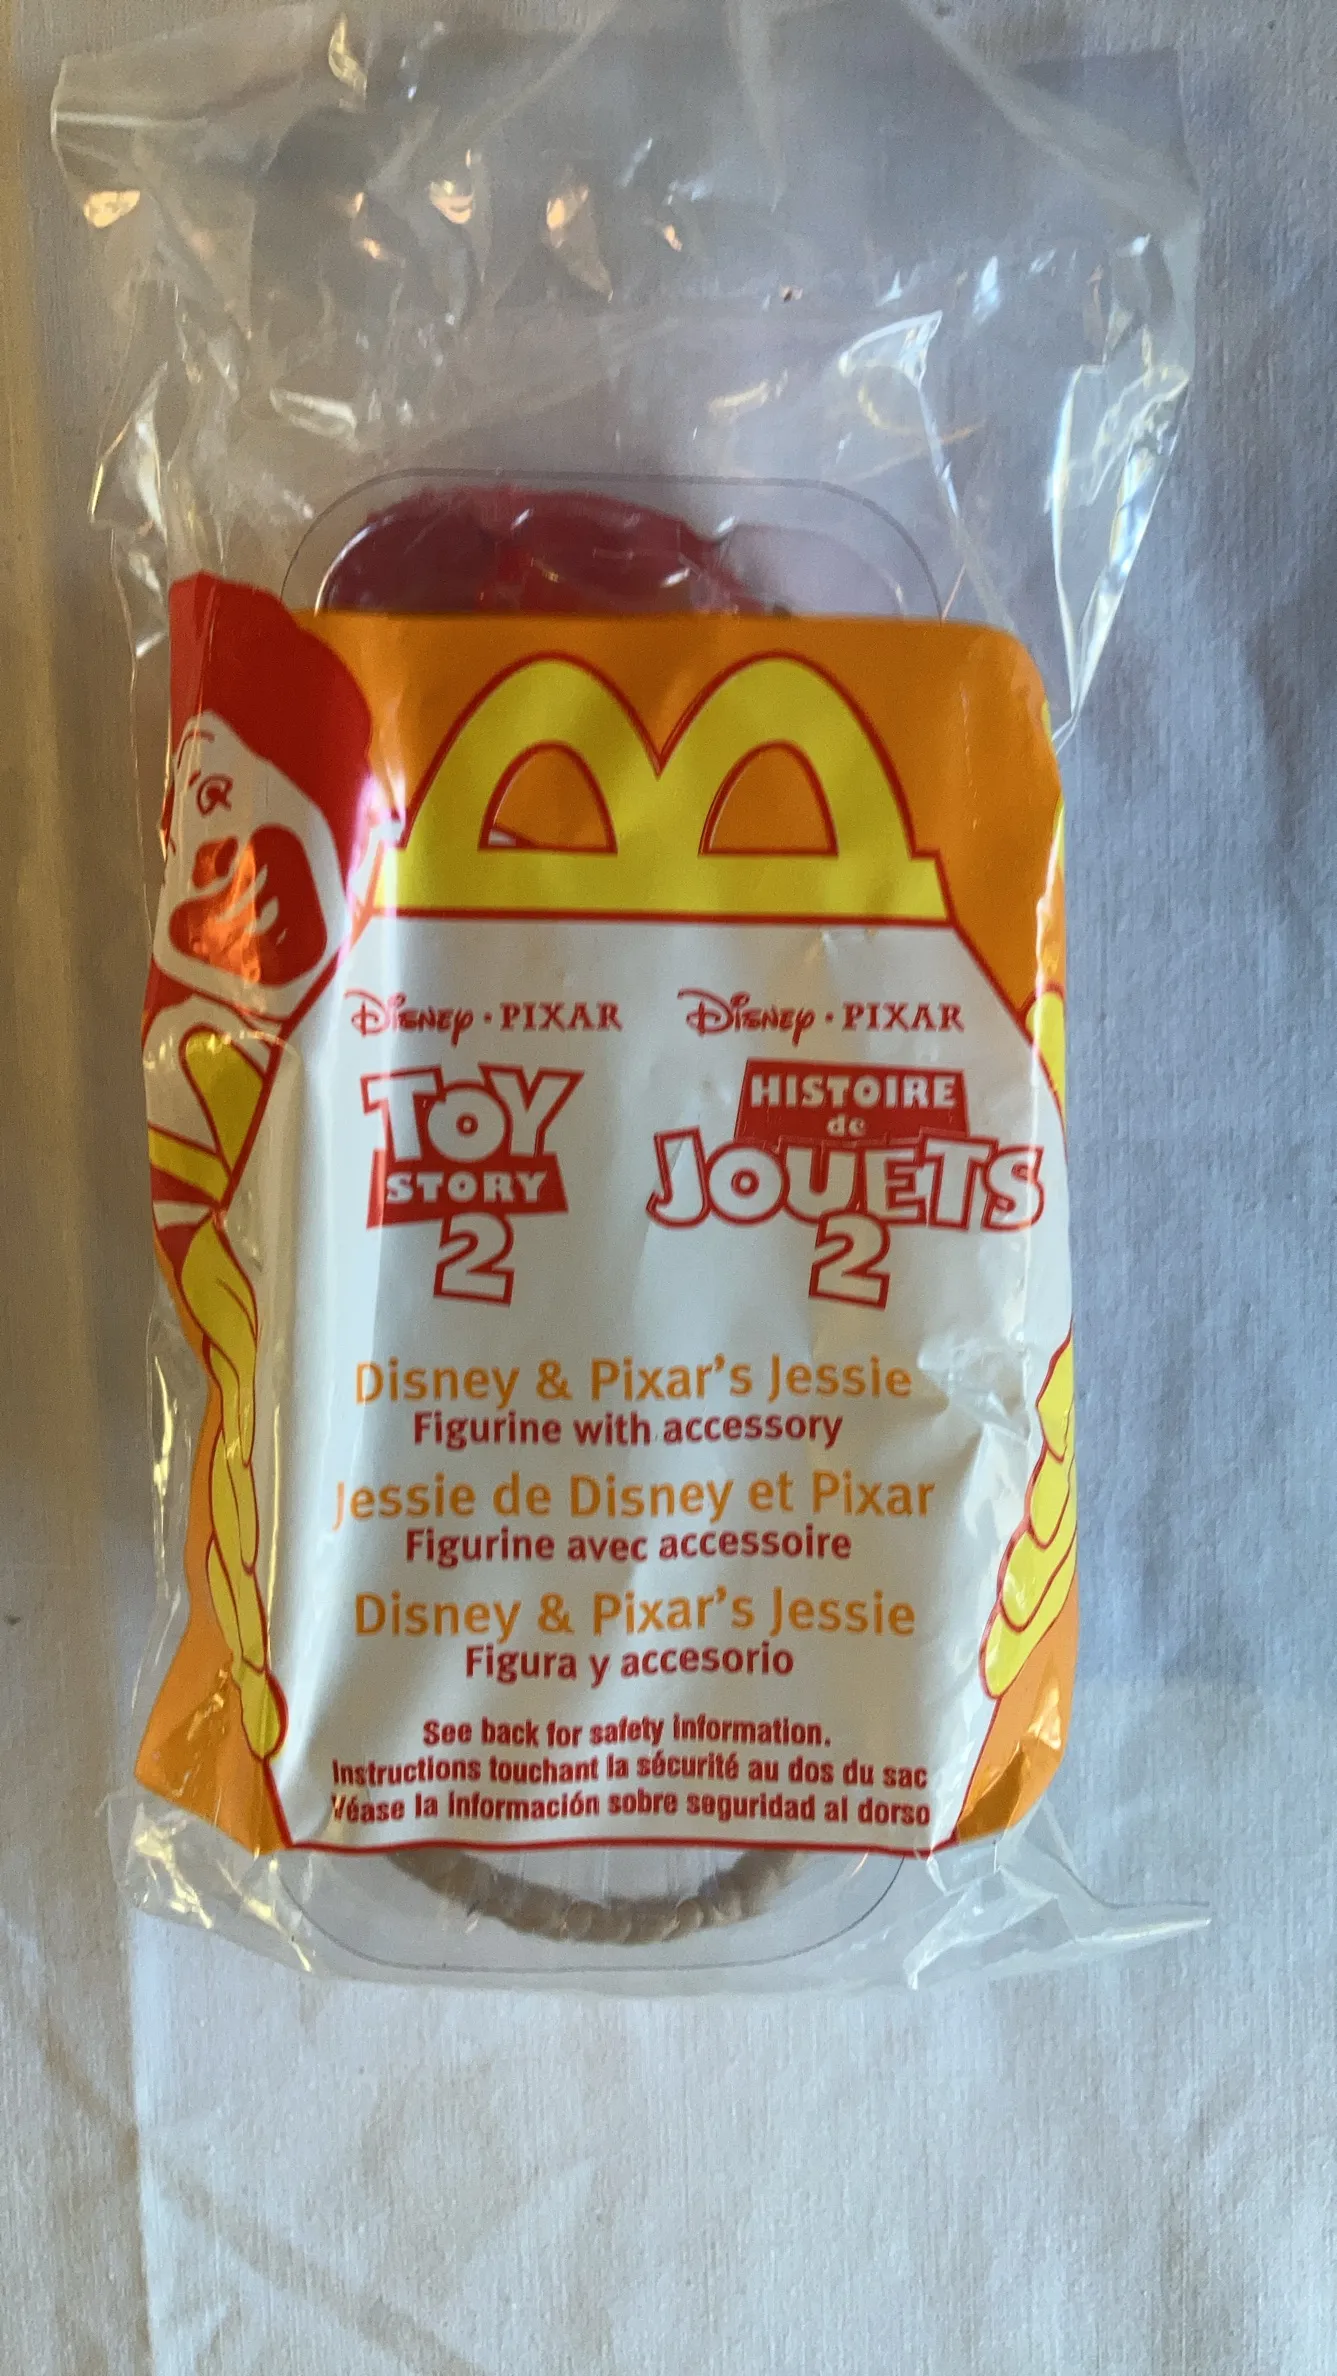 Disney · PIXAR
TOY
STORY
2
Disney · PIXAR
HISTOIRE
de
JOUETS
2
Disney & Pixar's Jessie
Figurine with accessory
Jessie de Disney et Pixar
Figurine avec accessoire
Disney & Pixar's Jessie
Figura y accesorio
See back for safety information.
Instructions touchant la sécurité au dos du sac
Véase la información sobre seguridad al dorso